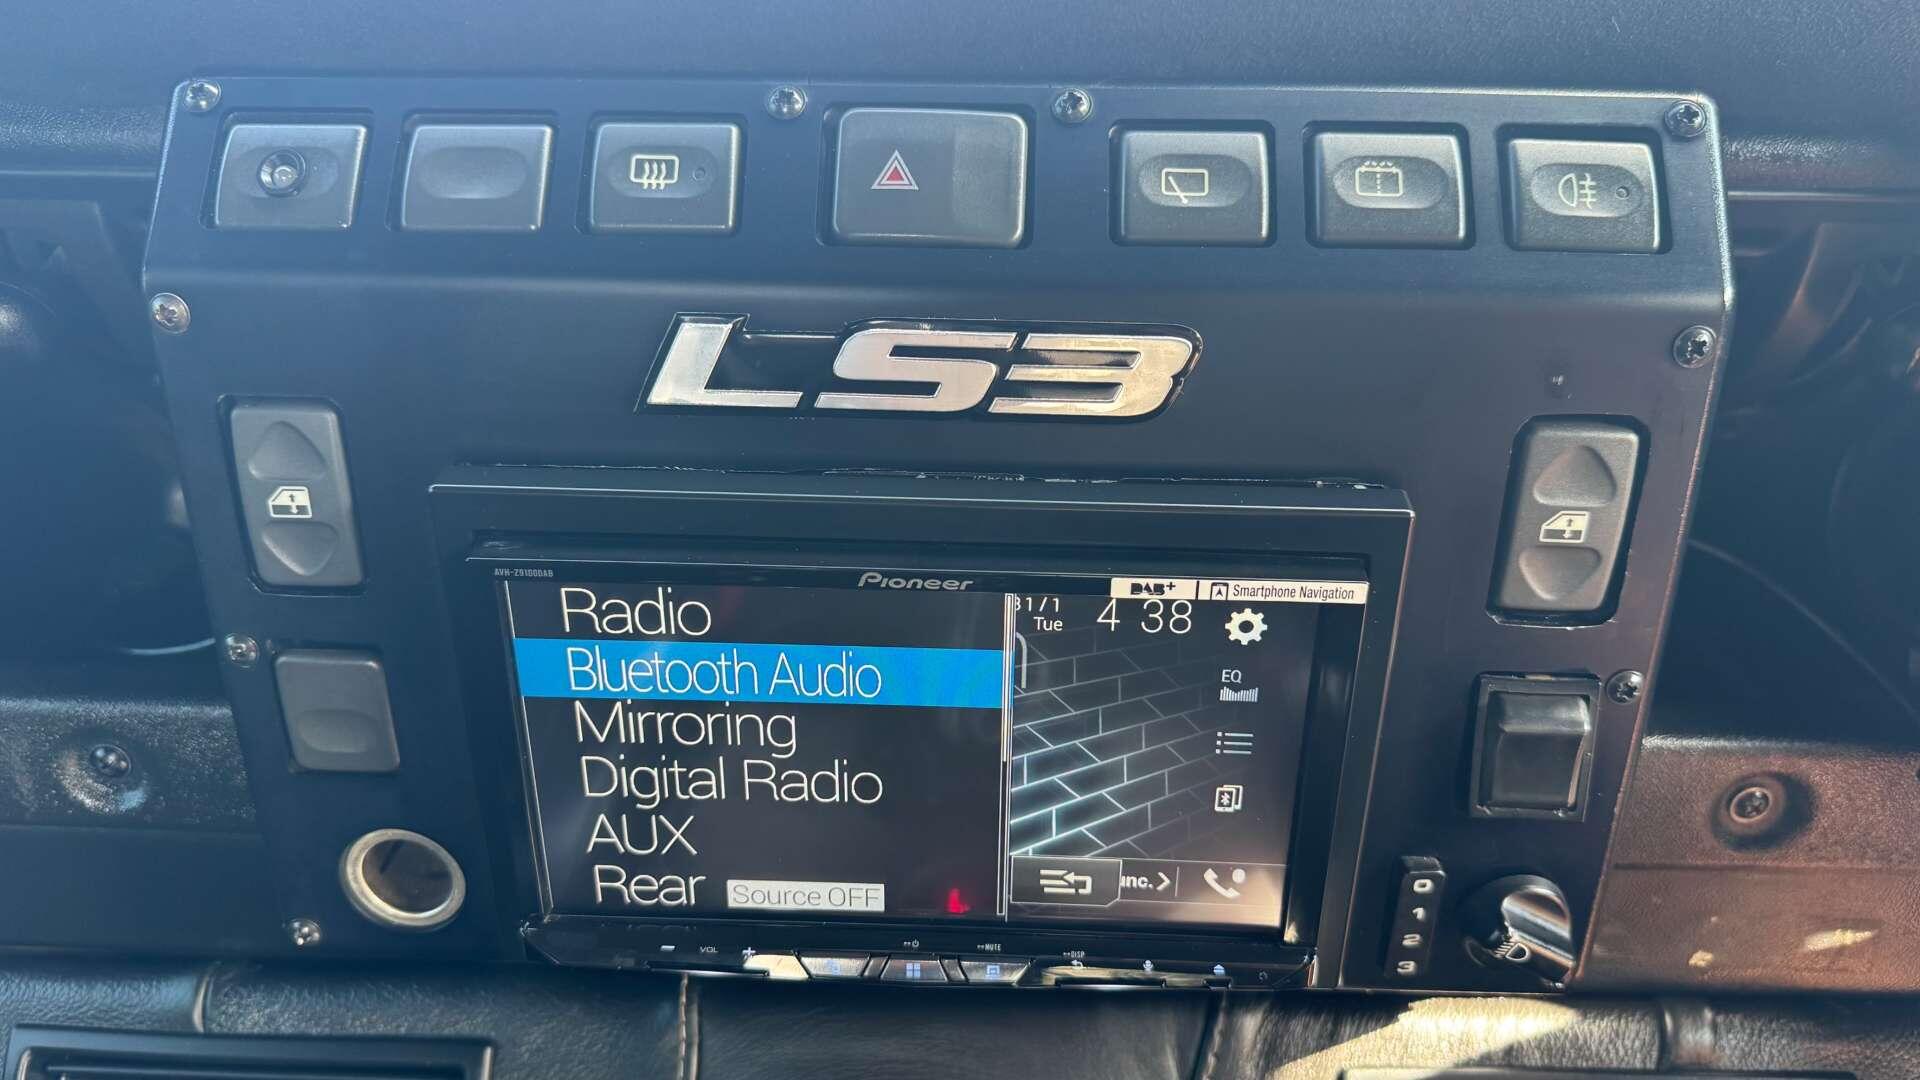 LS3
AVH-Z9100DAB
Pioneer
DAB+
Smartphone Navigation
Radio
Bluetooth Audio
Mirroring
Digital Radio
AUX
Rear
Source OFF
31/1
Tue
4 38
EQ
unc.
VOL
MUTE
DISP
0
1
2
3